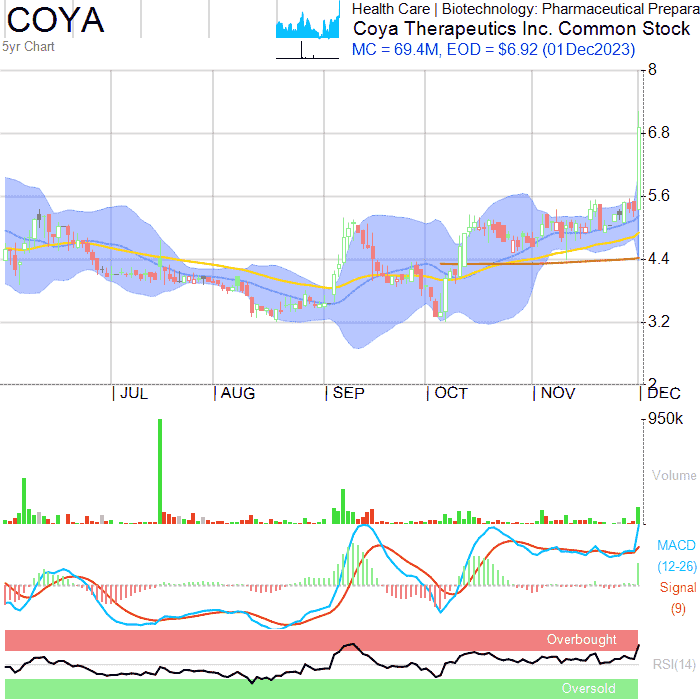 COYA
5yr Chart
Health Care | Biotechnology: Pharmaceutical Prepara
Coya Therapeutics Inc. Common Stock
MC = 69.4M, EOD = $6.92 (01Dec2023)
8
6.8
5.6
4.4
3.2
2
JUL AUG SEP OCT NOV DEC
950k
Volume
MACD
(12-26)
Signal
(9)
Overbought
RSI(14)
Oversold